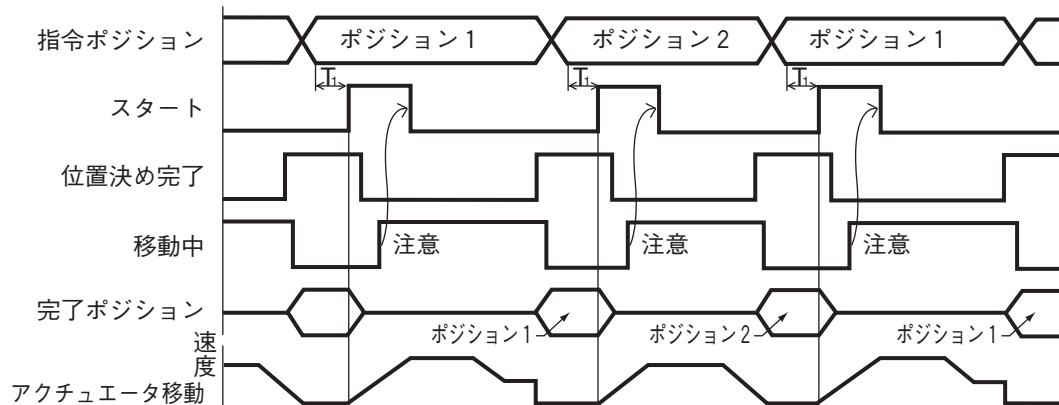 指令ポジション ポジション1 ポジション2 ポジション1
T₁ T₁ T₁
スタート
位置決め完了
移動中 注意 注意 注意
完了ポジション
ポジション1 ポジション2 ポジション1
速度
アクチュエータ移動